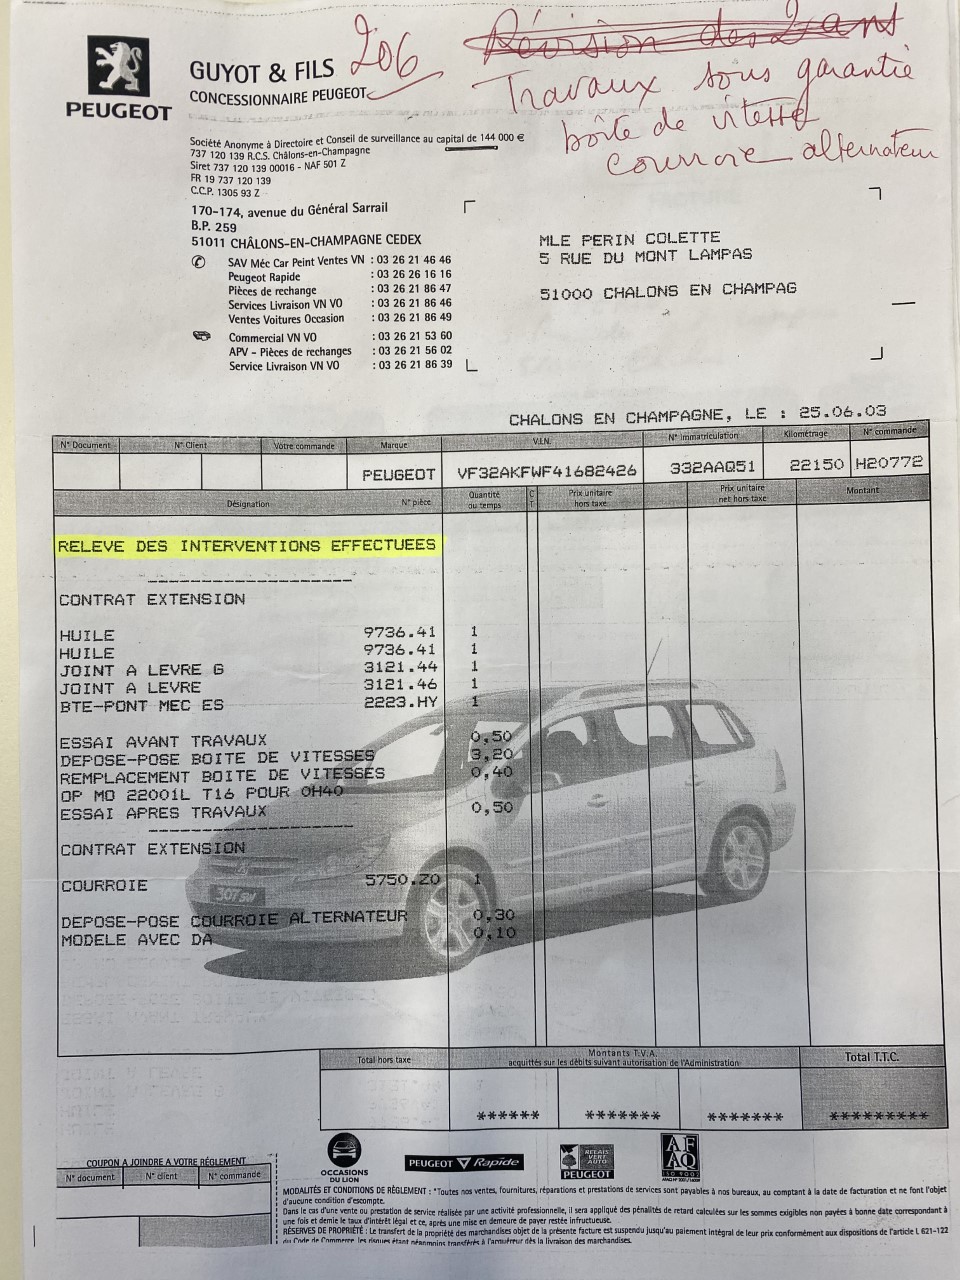 206
Révision des 2 ans
Travaux sous garantie
boîte de vitesse
courroie alternateur
PEUGEOT
GUYOT & FILS
CONCESSIONNAIRE PEUGEOT
Société Anonyme à Directoire et Conseil de surveillance au capital de 144 000 €
737 120 139 R.C.S. Châlons-en-Champagne
Siret 737 120 139 00016 - NAF 501 Z
FR 19 737 120 139
C.C.P. 1305 93 Z
170-174, avenue du Général Sarrail
B.P. 259
51011 CHÂLONS-EN-CHAMPAGNE CEDEX
SAV Méc Car Peint Ventes VN : 03 26 21 46 46
Peugeot Rapide : 03 26 26 16 16
Pièces de rechange : 03 26 21 86 47
Services Livraison VN VO : 03 26 21 86 46
Ventes Voitures Occasion : 03 26 21 86 49
Commercial VN VO : 03 26 21 53 60
APV - Pièces de rechanges : 03 26 21 56 02
Service Livraison VN VO : 03 26 21 86 39
MLE PERIN COLETTE
5 RUE DU MONT LAMPAS
51000 CHALONS EN CHAMPAG
CHALONS EN CHAMPAGNE, LE : 25.06.03
N° Document N° Client Votre commande Marque V.I.N. N° Immatriculation Kilométrage N° commande
PEUGEOT VF32AKFWF41682426 332AAQ51 22150 H20772
Désignation N° pièce Quantité ou temps C T Prix unitaire hors taxe Prix unitaire net hors taxe Montant
RELEVE DES INTERVENTIONS EFFECTUEES
--------------------
CONTRAT EXTENSION
HUILE 9736.41 1
HUILE 9736.41 1
JOINT A LEVRE G 3121.44 1
JOINT A LEVRE 3121.46 1
BTE-PONT MEC ES 2223.HY 1
ESSAI AVANT TRAVAUX 0,50
DEPOSE-POSE BOITE DE VITESSES 3,20
REMPLACEMENT BOITE DE VITESSES 0,40
OP MO 22001L T16 POUR OH40
ESSAI APRES TRAVAUX 0,50
--------------------
CONTRAT EXTENSION
COURROIE 5750.ZO 1
DEPOSE-POSE COURROIE ALTERNATEUR 0,30
MODELE AVEC DA 0,10
307 SW
Total hors taxe Montants T.V.A. acquittés sur les débits suivant autorisation de l'Administration Total T.T.C.
****** ******* ******* *********
COUPON A JOINDRE A VOTRE RÉGLEMENT
N° document N° client N° commande
OCCASIONS DU LION
PEUGEOT Rapide
RELAIS VERT AUTO
PEUGEOT
AFAQ
ISO 9002
MODALITÉS ET CONDITIONS DE RÈGLEMENT : "Toutes nos ventes, fournitures, réparations et prestations de services sont payables à nos bureaux, au comptant à la date de facturation et ne font l'objet
d'aucune condition d'escompte.
Dans le cas d'une vente ou prestation de service réalisée par une activité professionnelle, il sera appliqué des pénalités de retard calculées sur les sommes exigibles non payées à bonne date correspondant à
une fois et demie le taux d'intérêt légal et ce, après une mise en demeure de payer restée infructueuse.
RÉSERVES DE PROPRIÉTÉ : Le transfert de propriété des marchandises objet de la présente facture est suspendu jusqu'au paiement intégral de leur prix conformément aux dispositions de l'article L 621-122
du Code de Commerce, les risques étant néanmoins transférés à l'acheteur dès la livraison des marchandises.